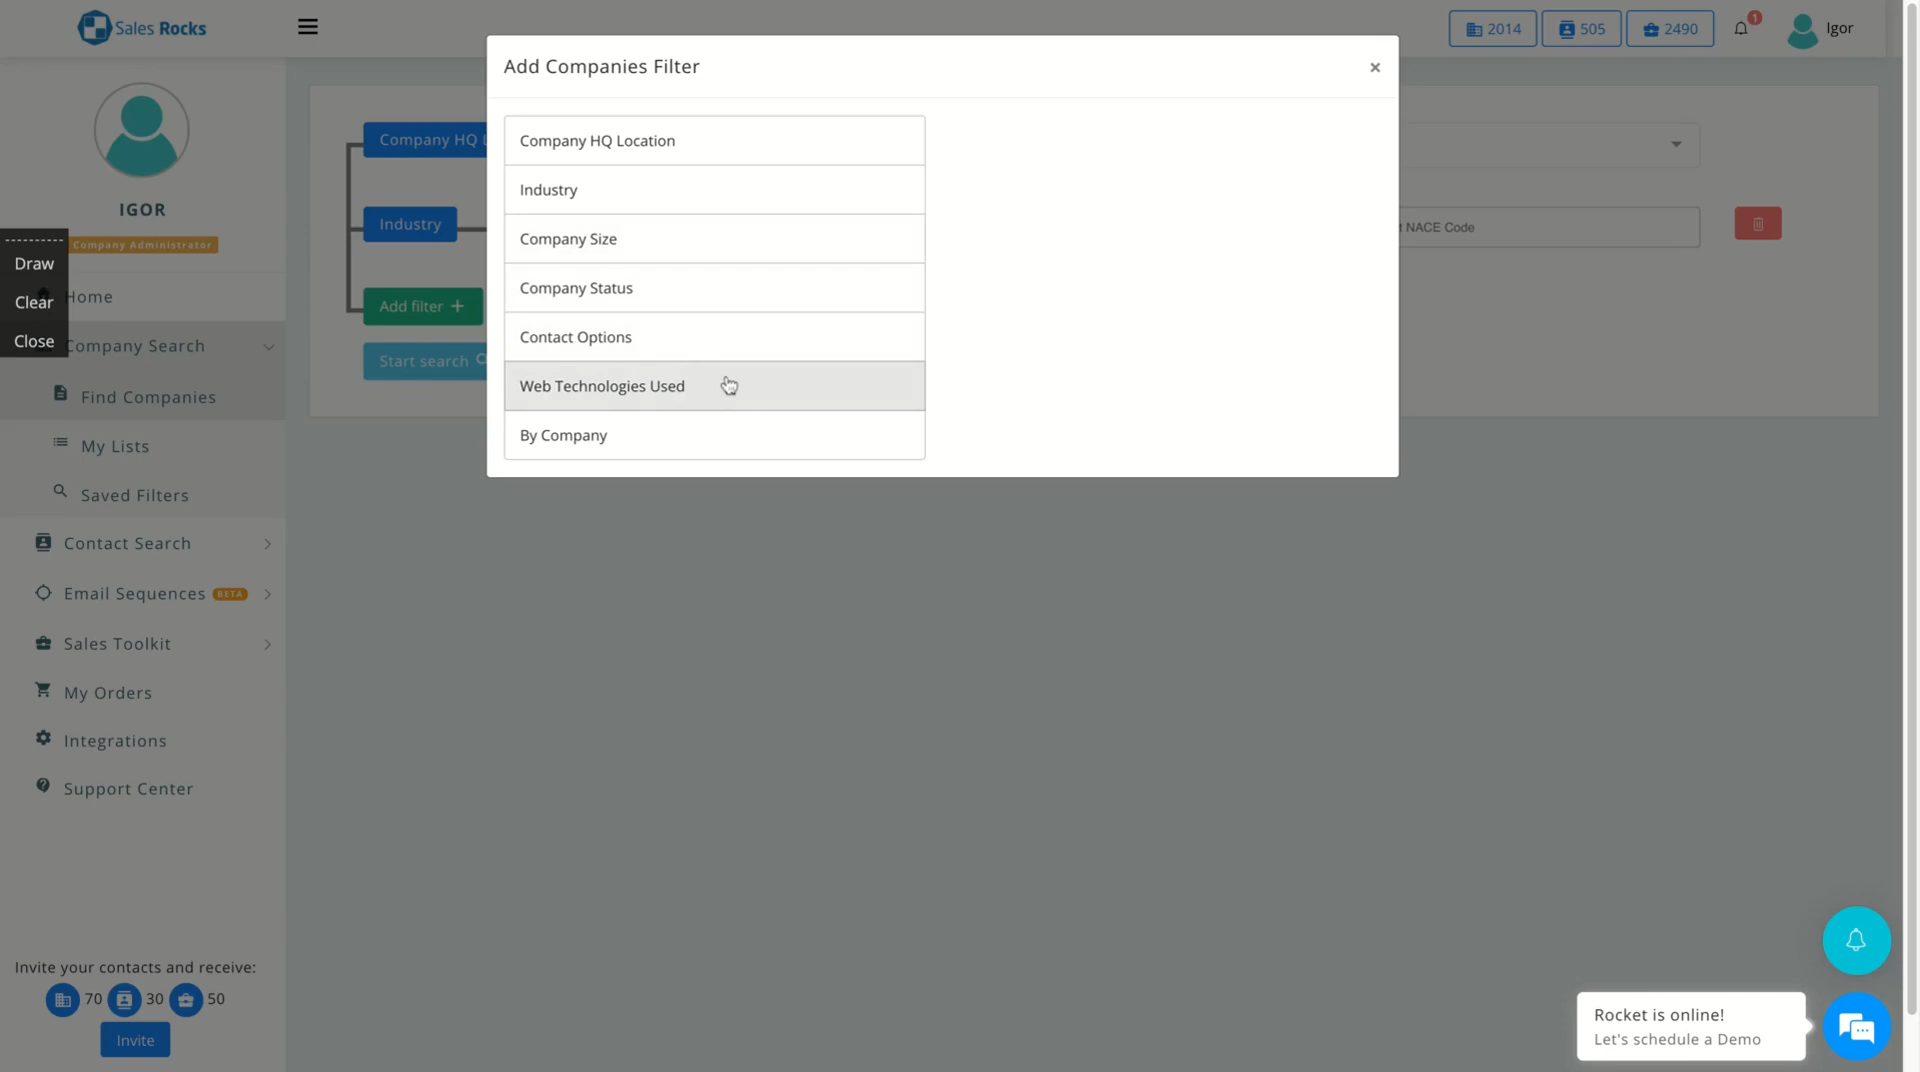 Sales Rocks
2014
505
2490
1
Igor
Add Companies Filter
×
Company HQ Location
Industry
Company Size
Company Status
Contact Options
Web Technologies Used
By Company
Company HQ L
Industry
Add filter +
Start search
NACE Code
IGOR
Company Administrator
Draw
Clear
Close
Home
Company Search
Find Companies
My Lists
Saved Filters
Contact Search
Email Sequences BETA
Sales Toolkit
My Orders
Integrations
Support Center
Invite your contacts and receive:
70 30 50
Invite
Rocket is online!
Let's schedule a Demo